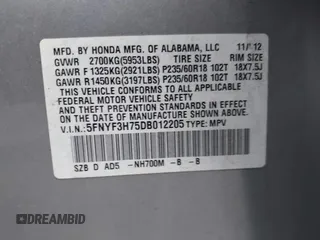 MFD. BY HONDA MFG. OF ALABAMA, LLC 11/12
GVWR 2700KG(5953LBS) TIRE SIZE RIM SIZE
GAWR F 1325KG(2921LBS) P235/60R18 102T 18X7.5J
GAWR R1450KG(3197LBS) P235/60R18 102T 18X7.5J
THIS VEHICLE CONFORMS TO ALL APPLICABLE
FEDERAL MOTOR VEHICLE SAFETY AND
THEFT PREVENTION STANDARDS IN EFFECT ON
THE DATE OF MANUFACTURE SHOWN ABOVE.
V.I.N.: 5FNYF3H75DB012205 TYPE: MPV
SZB D AD5 -NH700M -B -B
© DREAMBID
DREAMBID.COM